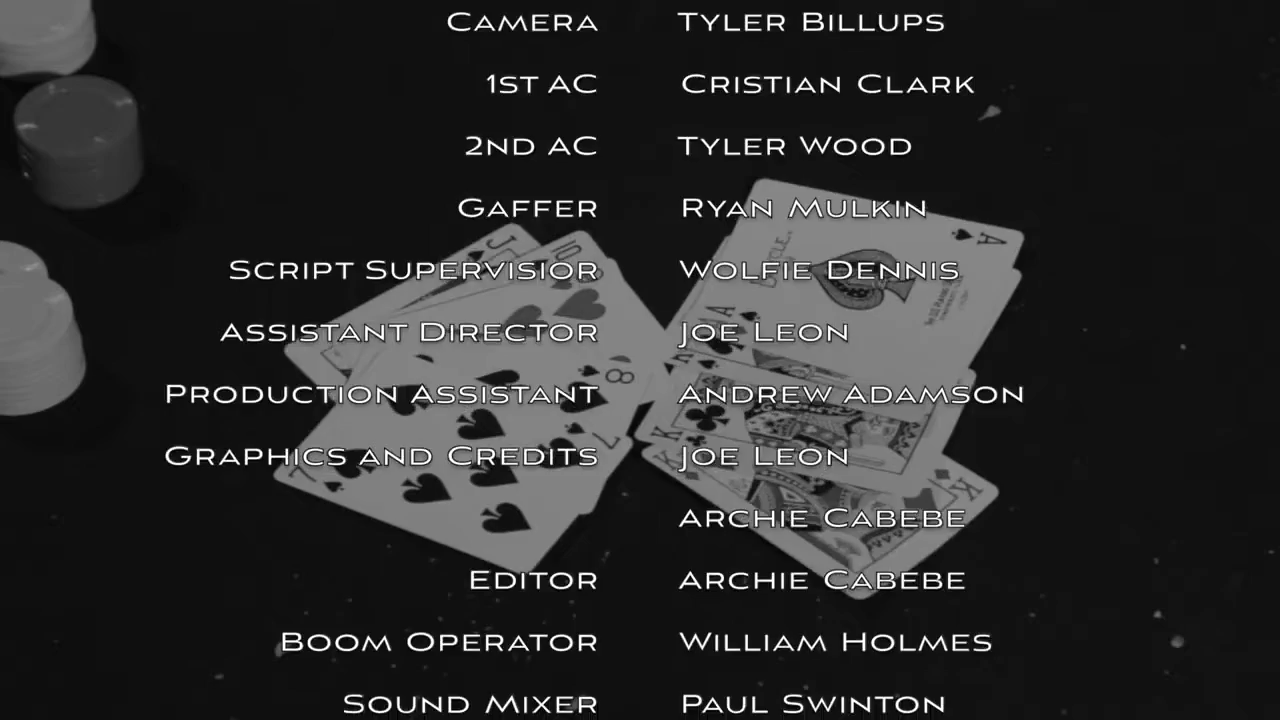 CAMERA TYLER BILLUPS
1ST AC CRISTIAN CLARK
2ND AC TYLER WOOD
GAFFER RYAN MULKIN
SCRIPT SUPERVISIOR WOLFIE DENNIS
ASSISTANT DIRECTOR JOE LEON
PRODUCTION ASSISTANT ANDREW ADAMSON
GRAPHICS AND CREDITS JOE LEON
ARCHIE CABEBE
EDITOR ARCHIE CABEBE
BOOM OPERATOR WILLIAM HOLMES
SOUND MIXER PAUL SWINTON